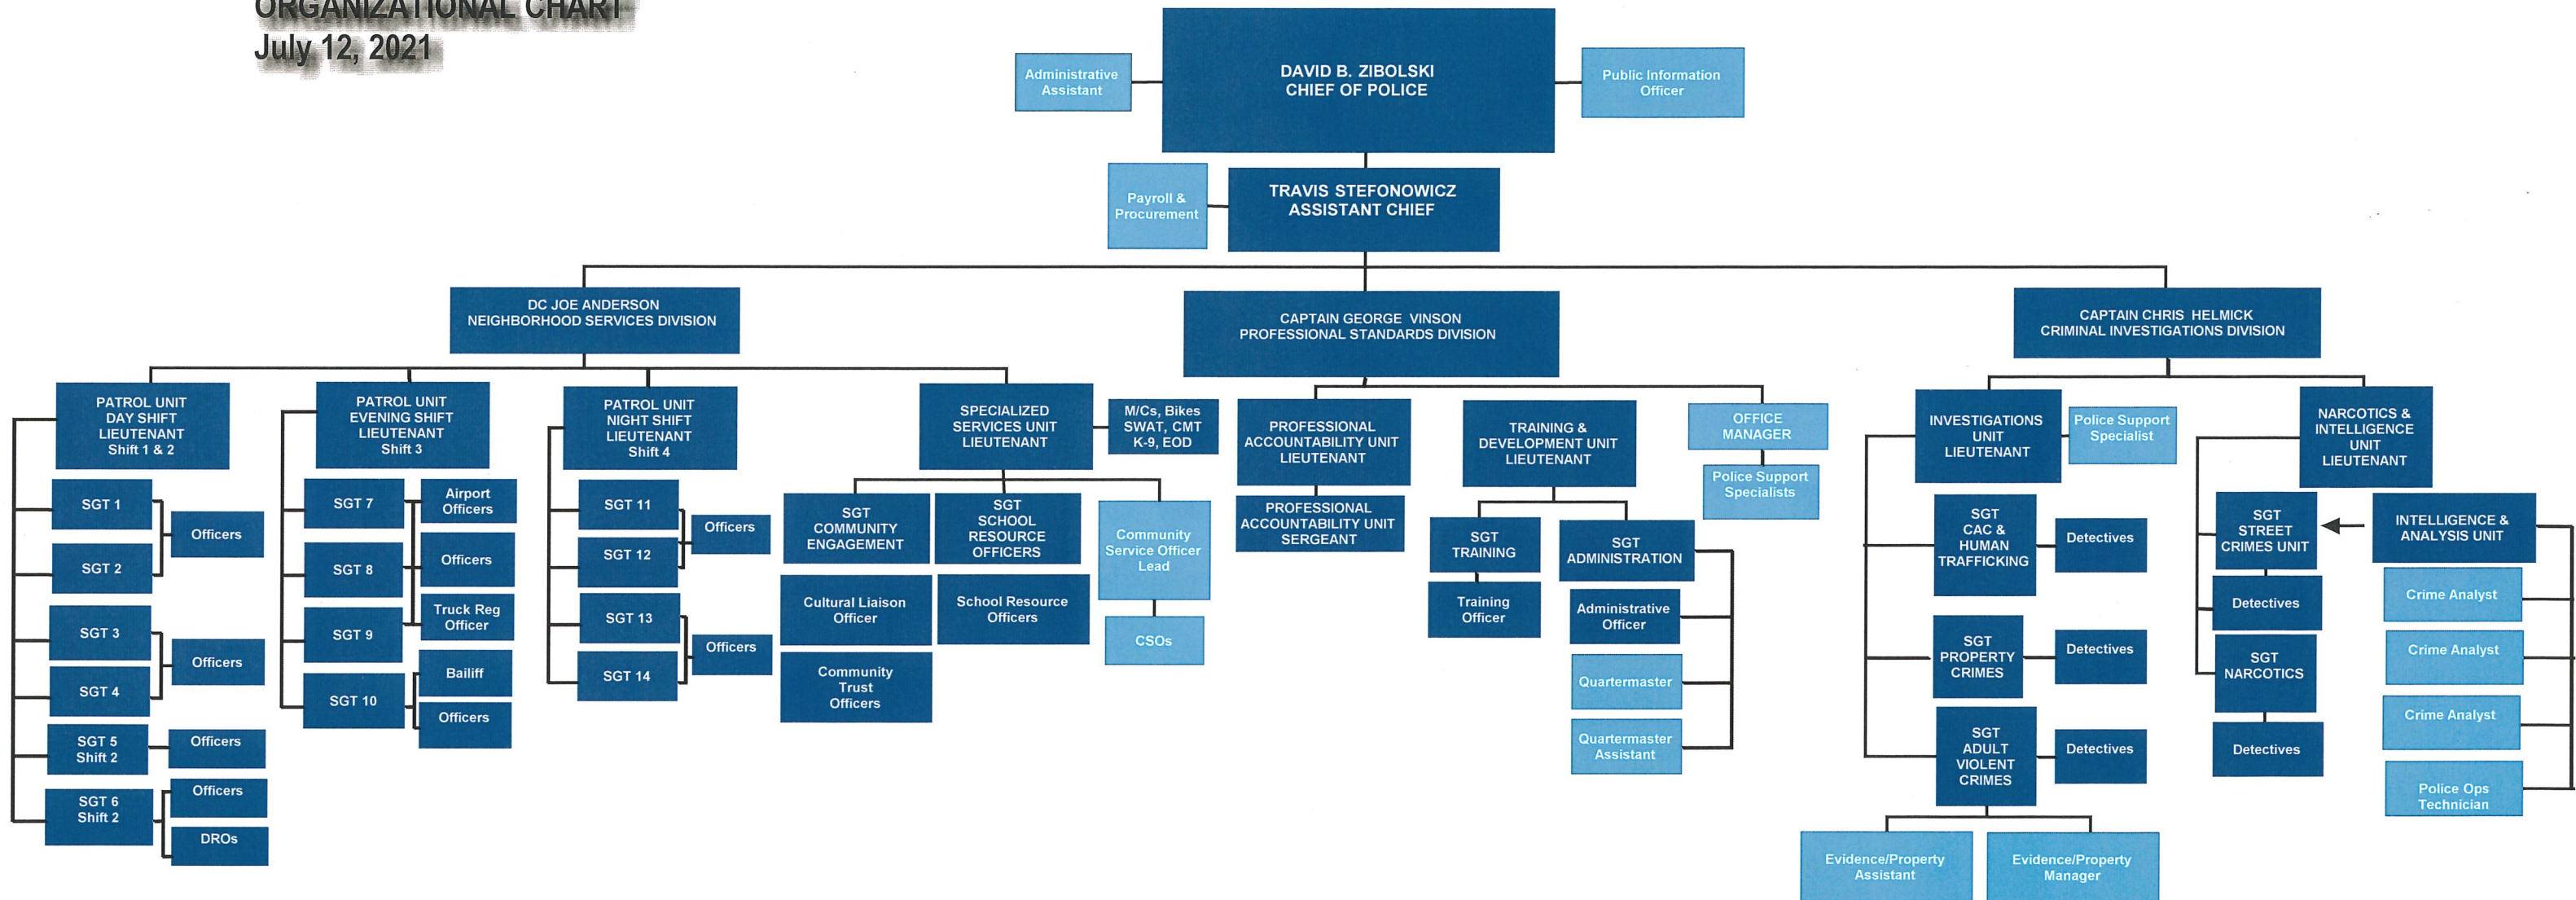 ORGANIZATIONAL CHART
July 12, 2021
DAVID B. ZIBOLSKI
CHIEF OF POLICE
Administrative
Assistant
Public Information
Officer
TRAVIS STEFONOWICZ
ASSISTANT CHIEF
Payroll &
Procurement
DC JOE ANDERSON
NEIGHBORHOOD SERVICES DIVISION
CAPTAIN GEORGE VINSON
PROFESSIONAL STANDARDS DIVISION
CAPTAIN CHRIS HELMICK
CRIMINAL INVESTIGATIONS DIVISION
PATROL UNIT
DAY SHIFT
LIEUTENANT
Shift 1 & 2
SGT 1
SGT 2
Officers
SGT 3
SGT 4
Officers
SGT 5
Shift 2
Officers
SGT 6
Shift 2
Officers
DROs
PATROL UNIT
EVENING SHIFT
LIEUTENANT
Shift 3
SGT 7
SGT 8
SGT 9
Airport
Officers
Officers
Truck Reg
Officer
SGT 10
Bailiff
Officers
PATROL UNIT
NIGHT SHIFT
LIEUTENANT
Shift 4
SGT 11
SGT 12
Officers
SGT 13
SGT 14
Officers
SPECIALIZED
SERVICES UNIT
LIEUTENANT
M/Cs, Bikes
SWAT, CMT
K-9, EOD
SGT
COMMUNITY
ENGAGEMENT
Cultural Liaison
Officer
Community
Trust
Officers
SGT
SCHOOL
RESOURCE
OFFICERS
School Resource
Officers
Community
Service Officer
Lead
CSOs
PROFESSIONAL
ACCOUNTABILITY UNIT
LIEUTENANT
PROFESSIONAL
ACCOUNTABILITY UNIT
SERGEANT
TRAINING &
DEVELOPMENT UNIT
LIEUTENANT
SGT
TRAINING
Training
Officer
SGT
ADMINISTRATION
Administrative
Officer
Quartermaster
Quartermaster
Assistant
OFFICE
MANAGER
Police Support
Specialists
INVESTIGATIONS
UNIT
LIEUTENANT
Police Support
Specialist
SGT
CAC &
HUMAN
TRAFFICKING
Detectives
SGT
PROPERTY
CRIMES
Detectives
SGT
ADULT
VIOLENT
CRIMES
Detectives
Evidence/Property
Assistant
Evidence/Property
Manager
NARCOTICS &
INTELLIGENCE
UNIT
LIEUTENANT
SGT
STREET
CRIMES UNIT
Detectives
SGT
NARCOTICS
Detectives
INTELLIGENCE &
ANALYSIS UNIT
Crime Analyst
Crime Analyst
Crime Analyst
Police Ops
Technician